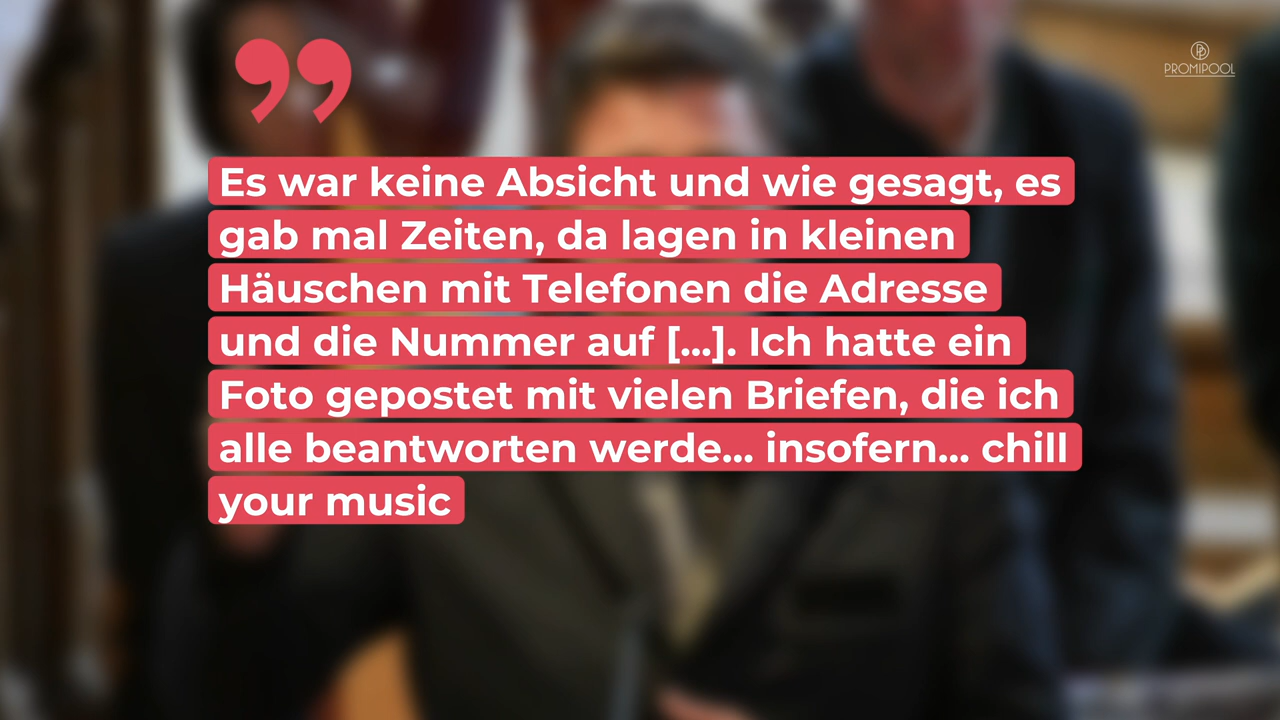 PROMIPOOL
Es war keine Absicht und wie gesagt, es
gab mal Zeiten, da lagen in kleinen
Häuschen mit Telefonen die Adresse
und die Nummer auf [...]. Ich hatte ein
Foto gepostet mit vielen Briefen, die ich
alle beantworten werde... insofern... chill
your music